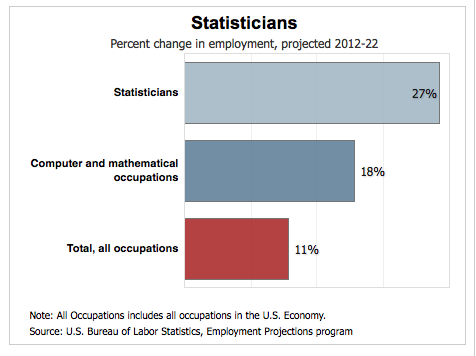 Statisticians
Percent change in employment, projected 2012-22
Statisticians
27%
Computer and mathematical
occupations
18%
Total, all occupations
11%
Note: All Occupations includes all occupations in the U.S. Economy.
Source: U.S. Bureau of Labor Statistics, Employment Projections program